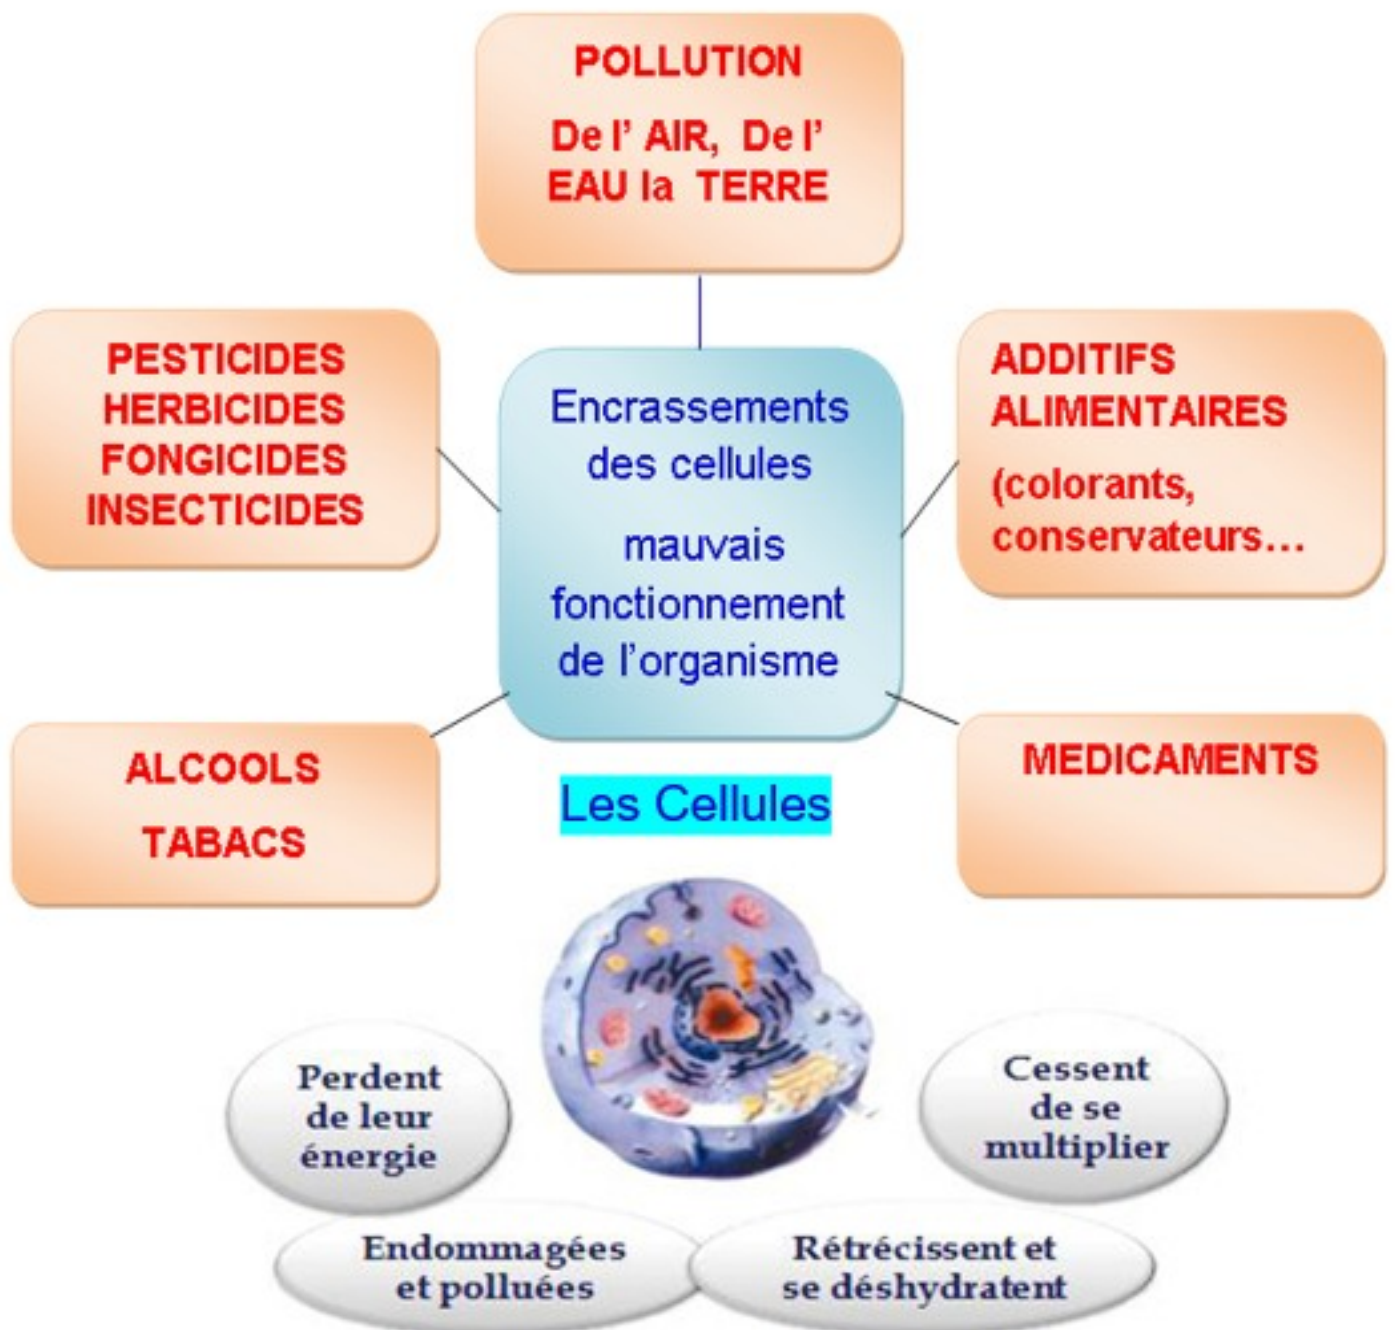 POLLUTION
De l’ AIR, De l’
EAU la TERRE
PESTICIDES
HERBICIDES
FONGICIDES
INSECTICIDES
Encrassements
des cellules
mauvais
fonctionnement
de l’organisme
ADDITIFS
ALIMENTAIRES
(colorants,
conservateurs…
ALCOOLS
TABACS
MEDICAMENTS
Les Cellules
Perdent
de leur
énergie
Cessent
de se
multiplier
Endommagées
et polluées
Rétrécissent et
se déshydratent